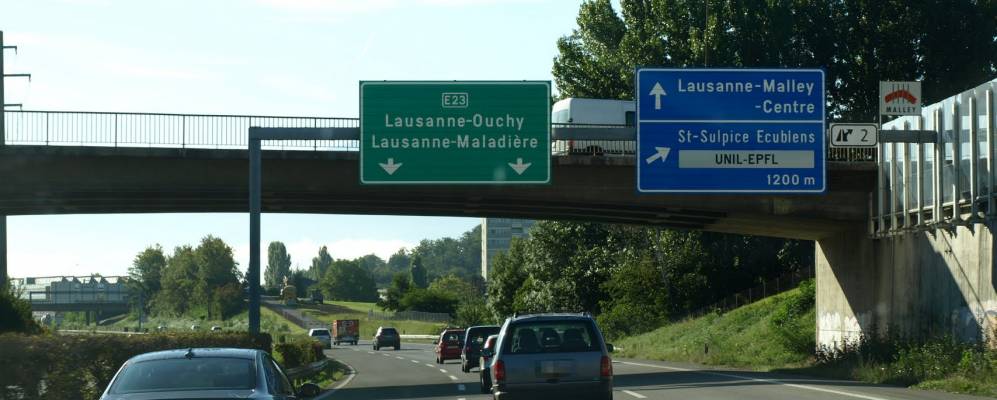 E23
Lausanne-Ouchy
Lausanne-Maladière
Lausanne-Malley
-Centre
St-Sulpice Ecublens
UNIL-EPFL
1200 m
MALLEY
2